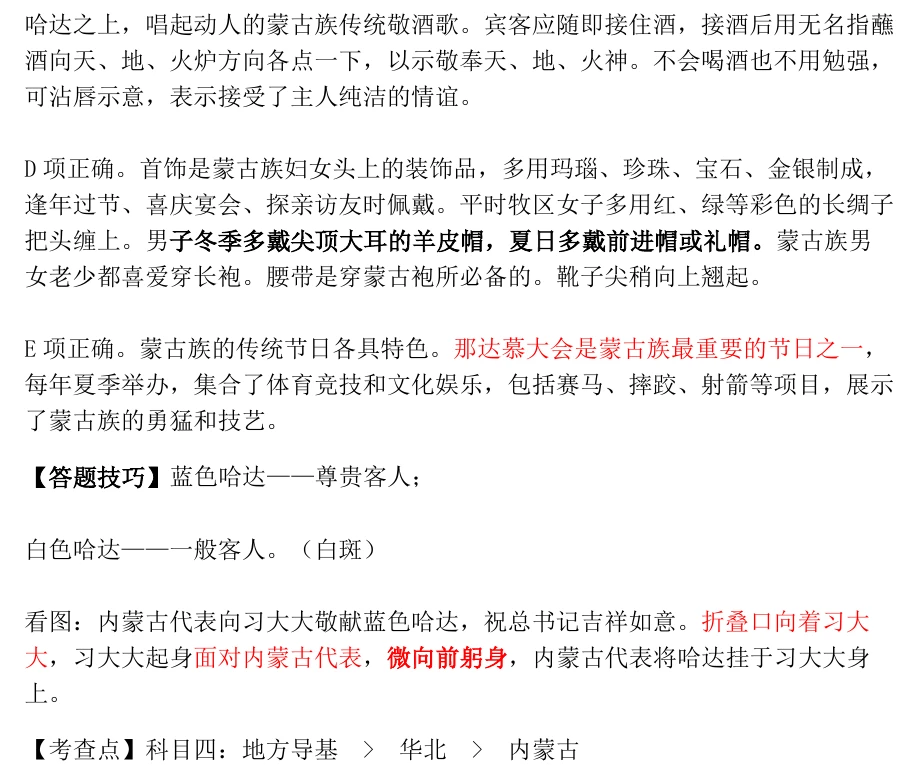 哈达之上，唱起动人的蒙古族传统敬酒歌。宾客应随即接住酒，接酒后用无名指蘸
酒向天、地、火炉方向各点一下，以示敬奉天、地、火神。不会喝酒也不用勉强，
可沾唇示意，表示接受了主人纯洁的情谊。
D 项正确。首饰是蒙古族妇女头上的装饰品，多用玛瑙、珍珠、宝石、金银制成，
逢年过节、喜庆宴会、探亲访友时佩戴。平时牧区女子多用红、绿等彩色的长绸子
把头缠上。男子冬季多戴尖顶大耳的羊皮帽，夏日多戴前进帽或礼帽。蒙古族男
女老少都喜爱穿长袍。腰带是穿蒙古袍所必备的。靴子尖稍向上翘起。
E 项正确。蒙古族的传统节日各具特色。那达慕大会是蒙古族最重要的节日之一，
每年夏季举办，集合了体育竞技和文化娱乐，包括赛马、摔跤、射箭等项目，展示
了蒙古族的勇猛和技艺。
【答题技巧】蓝色哈达——尊贵客人；
白色哈达——一般客人。（白斑）
看图：内蒙古代表向习大大敬献蓝色哈达，祝总书记吉祥如意。折叠口向着习大
大，习大大起身面对内蒙古代表，微向前躬身，内蒙古代表将哈达挂于习大大身
上。
【考查点】科目四：地方导基 > 华北 > 内蒙古